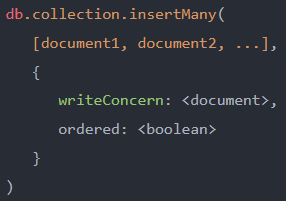 db.collection.insertMany(
[document1, document2, ...],
{
writeConcern: <document>,
ordered: <boolean>
}
)